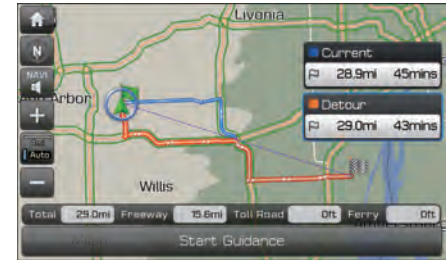 Livonia
N
Current
28.9mi 45mins
NAVI
Arbor
Detour
29.0mi 43mins
Auto
Willis
Total 29.0mi Freeway 15.6mi Toll Road 0ft Ferry 0ft
Start Guidance